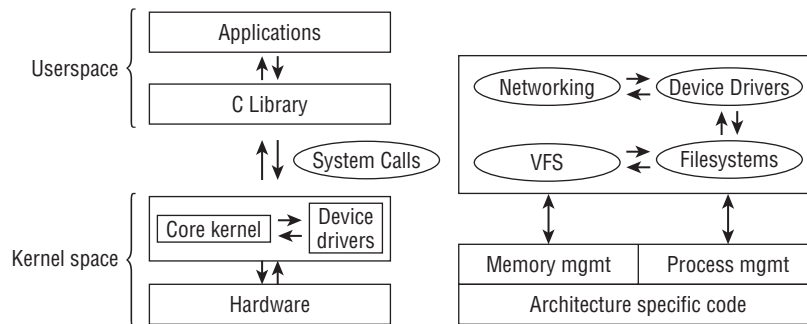 Applications
Userspace
C Library
System Calls
Core kernel
Device
drivers
Kernel space
Hardware
Networking
Device Drivers
VFS
Filesystems
Memory mgmt
Process mgmt
Architecture specific code